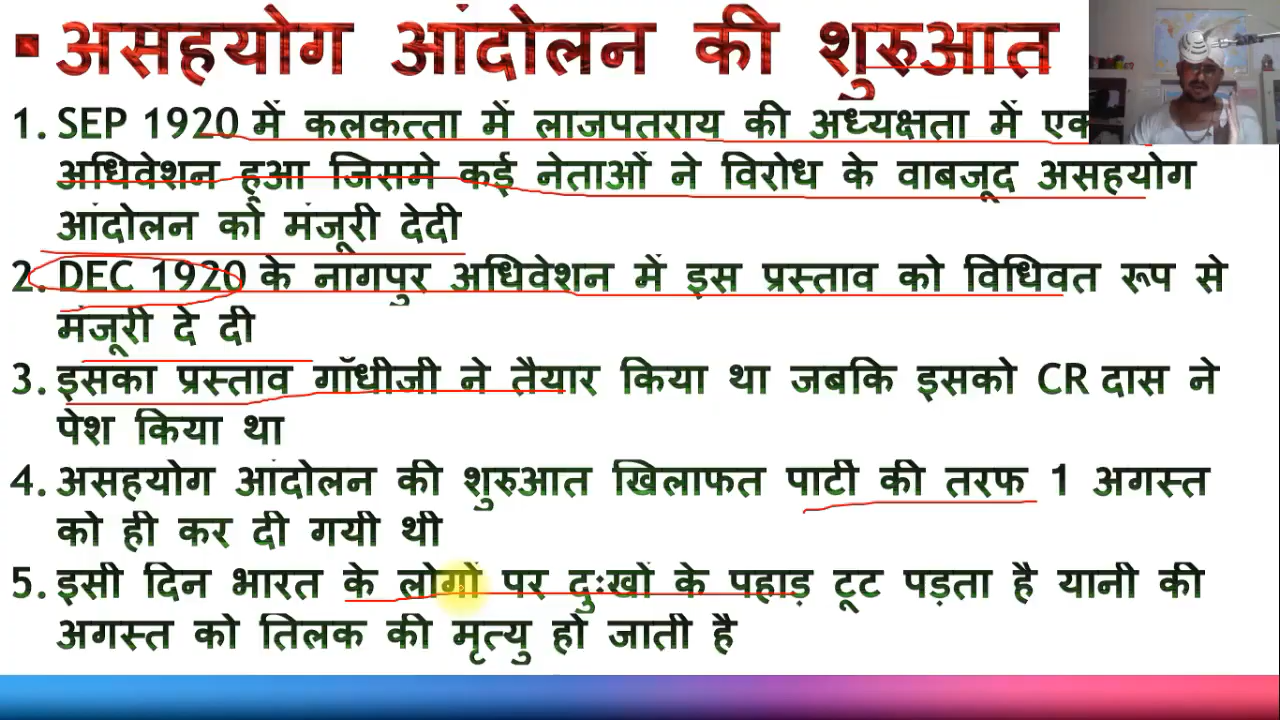 ▪ असहयोग आंदोलन की शुरुआत
1. SEP 1920 में कलकत्ता में लाजपतराय की अध्यक्षता में एक
अधिवेशन हुआ जिसमे कई नेताओं ने विरोध के वाबजूद असहयोग
आंदोलन को मंजूरी देदी
2. DEC 1920 के नागपुर अधिवेशन में इस प्रस्ताव को विधिवत रूप से
मंजूरी दे दी
3. इसका प्रस्ताव गाँधीजी ने तैयार किया था जबकि इसको CR दास ने
पेश किया था
4. असहयोग आंदोलन की शुरुआत खिलाफत पार्टी की तरफ 1 अगस्त
को ही कर दी गयी थी
5. इसी दिन भारत के लोगों पर दुःखों के पहाड़ टूट पड़ता है यानी की
अगस्त को तिलक की मृत्यु हो जाती है